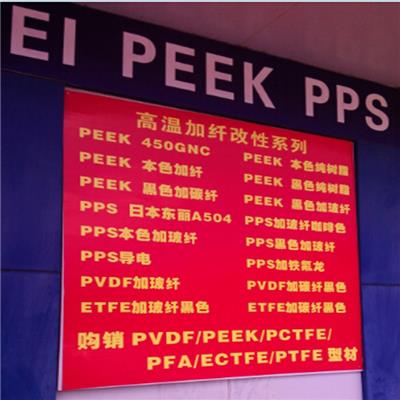 EI PEEK PPS
高温加纤改性系列
PEEK 450GNC
PEEK 本色加纤
PEEK 黑色加碳纤
PPS 日本东丽A504
PPS本色加玻纤
PPS导电
PVDF加玻纤
ETFE加玻纤黑色
PEEK 本色纯树脂
PEEK 黑色纯树脂
PEEK 黑色加玻纤
PPS加玻纤咖啡色
PPS黑色加玻纤
PPS加铁氟龙
PVDF加碳纤黑色
ETFE加碳纤黑色
购销 PVDF/PEEK/PCTFE/
PFA/ECTFE/PTFE 型材